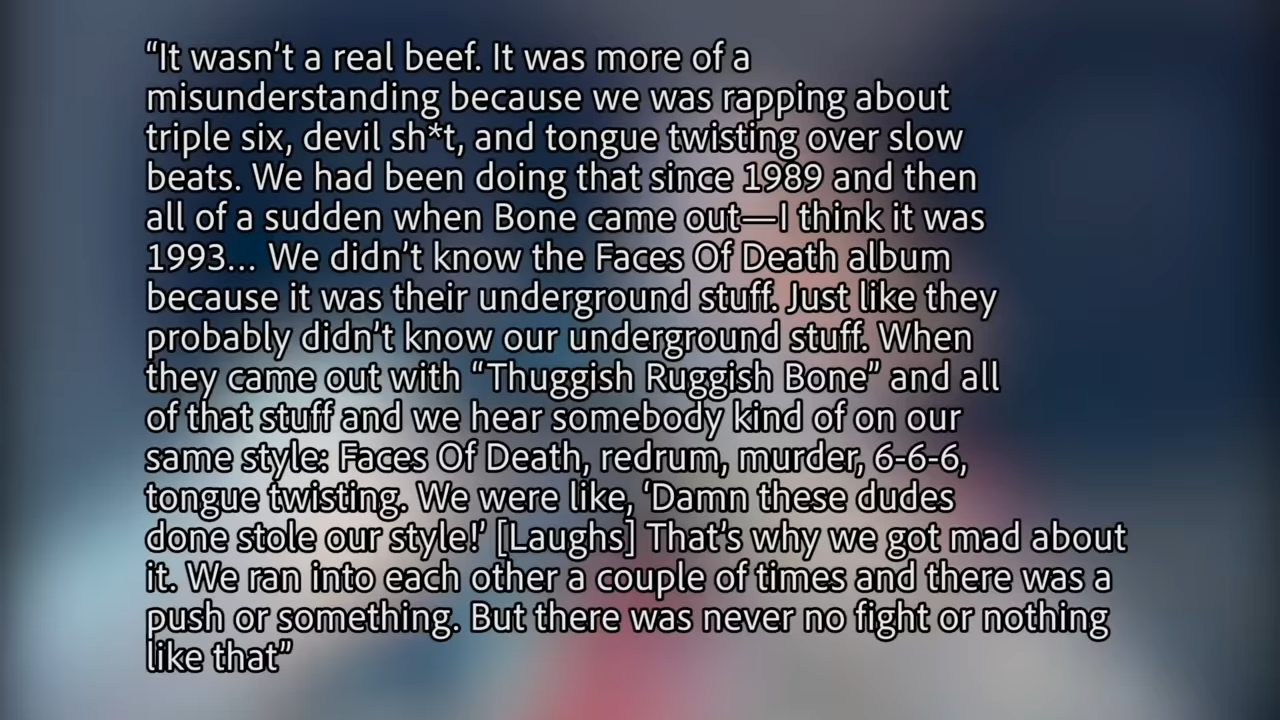 “It wasn’t a real beef. It was more of a
misunderstanding because we was rapping about
triple six, devil sh*t, and tongue twisting over slow
beats. We had been doing that since 1989 and then
all of a sudden when Bone came out—I think it was
1993... We didn’t know the Faces Of Death album
because it was their underground stuff. Just like they
probably didn’t know our underground stuff. When
they came out with “Thuggish Ruggish Bone” and all
of that stuff and we hear somebody kind of on our
same style: Faces Of Death, redrum, murder, 6-6-6,
tongue twisting. We were like, ‘Damn these dudes
done stole our style!’ [Laughs] That’s why we got mad about
it. We ran into each other a couple of times and there was a
push or something. But there was never no fight or nothing
like that”